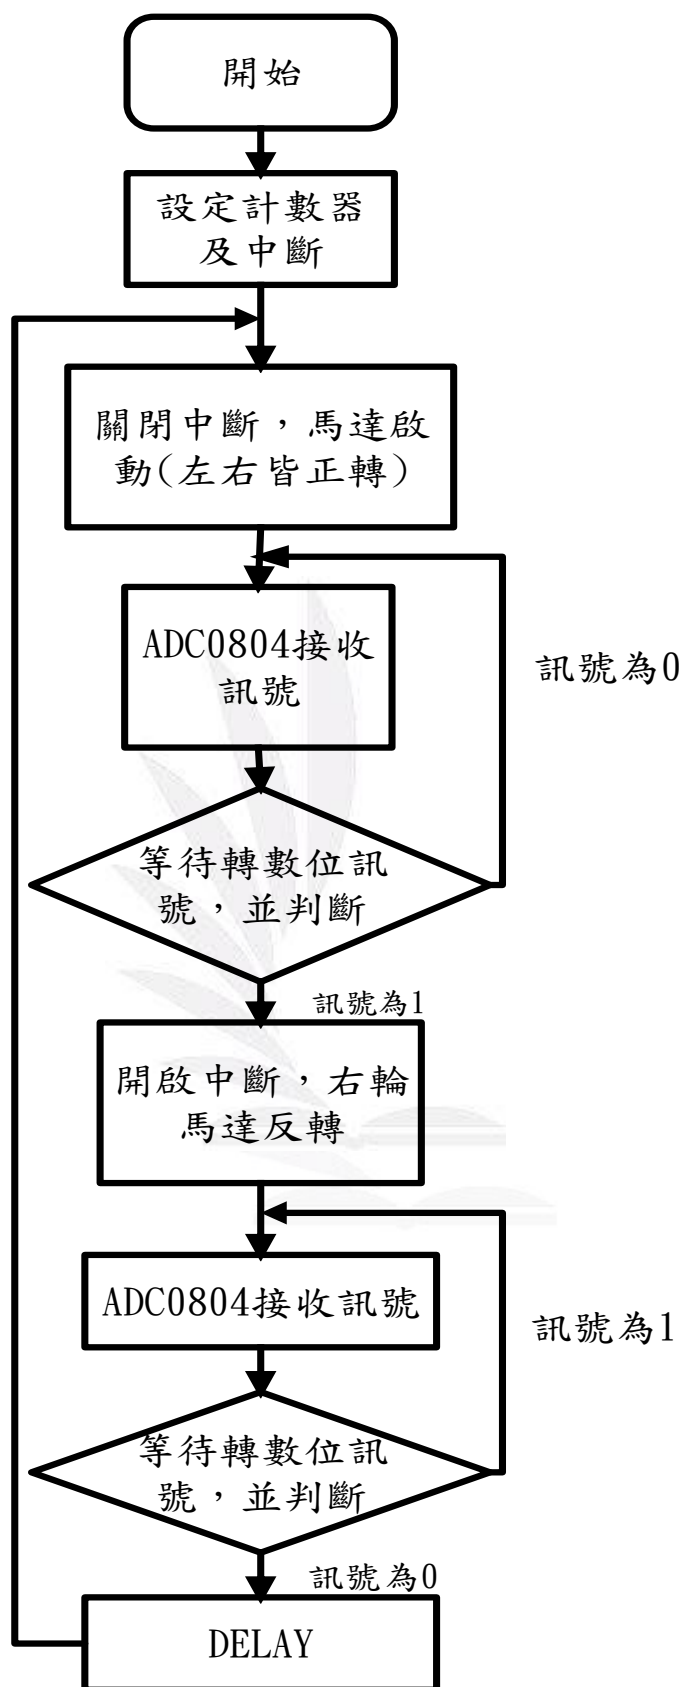 開始
設定計數器
及中斷
關閉中斷，馬達啟
動(左右皆正轉)
ADC0804接收
訊號
訊號為0
等待轉數位訊
號，並判斷
訊號為1
開啟中斷，右輪
馬達反轉
ADC0804接收訊號
訊號為1
等待轉數位訊
號，並判斷
訊號為0
DELAY